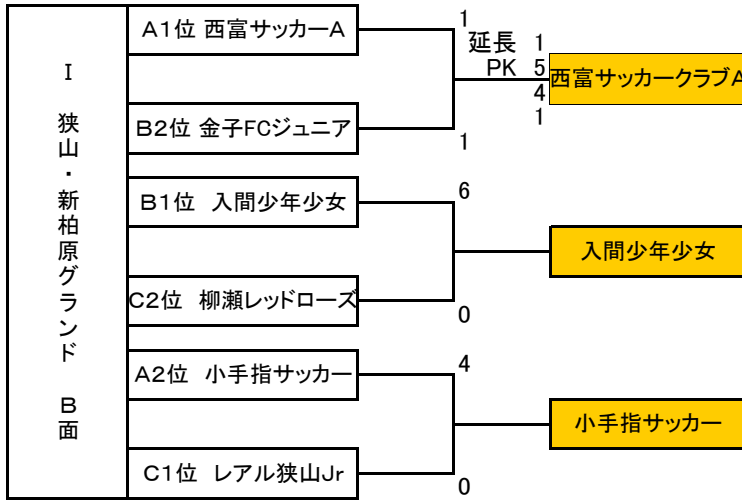 I 狭山・新柏原グランド B面
A1位 西富サッカーA
B2位 金子FCジュニア
B1位 入間少年少女
C2位 柳瀬レッドローズ
A2位 小手指サッカー
C1位 レアル狭山Jr
1
延長 1
PK 5
4
1
1
6
0
4
0
西富サッカークラブA
入間少年少女
小手指サッカー